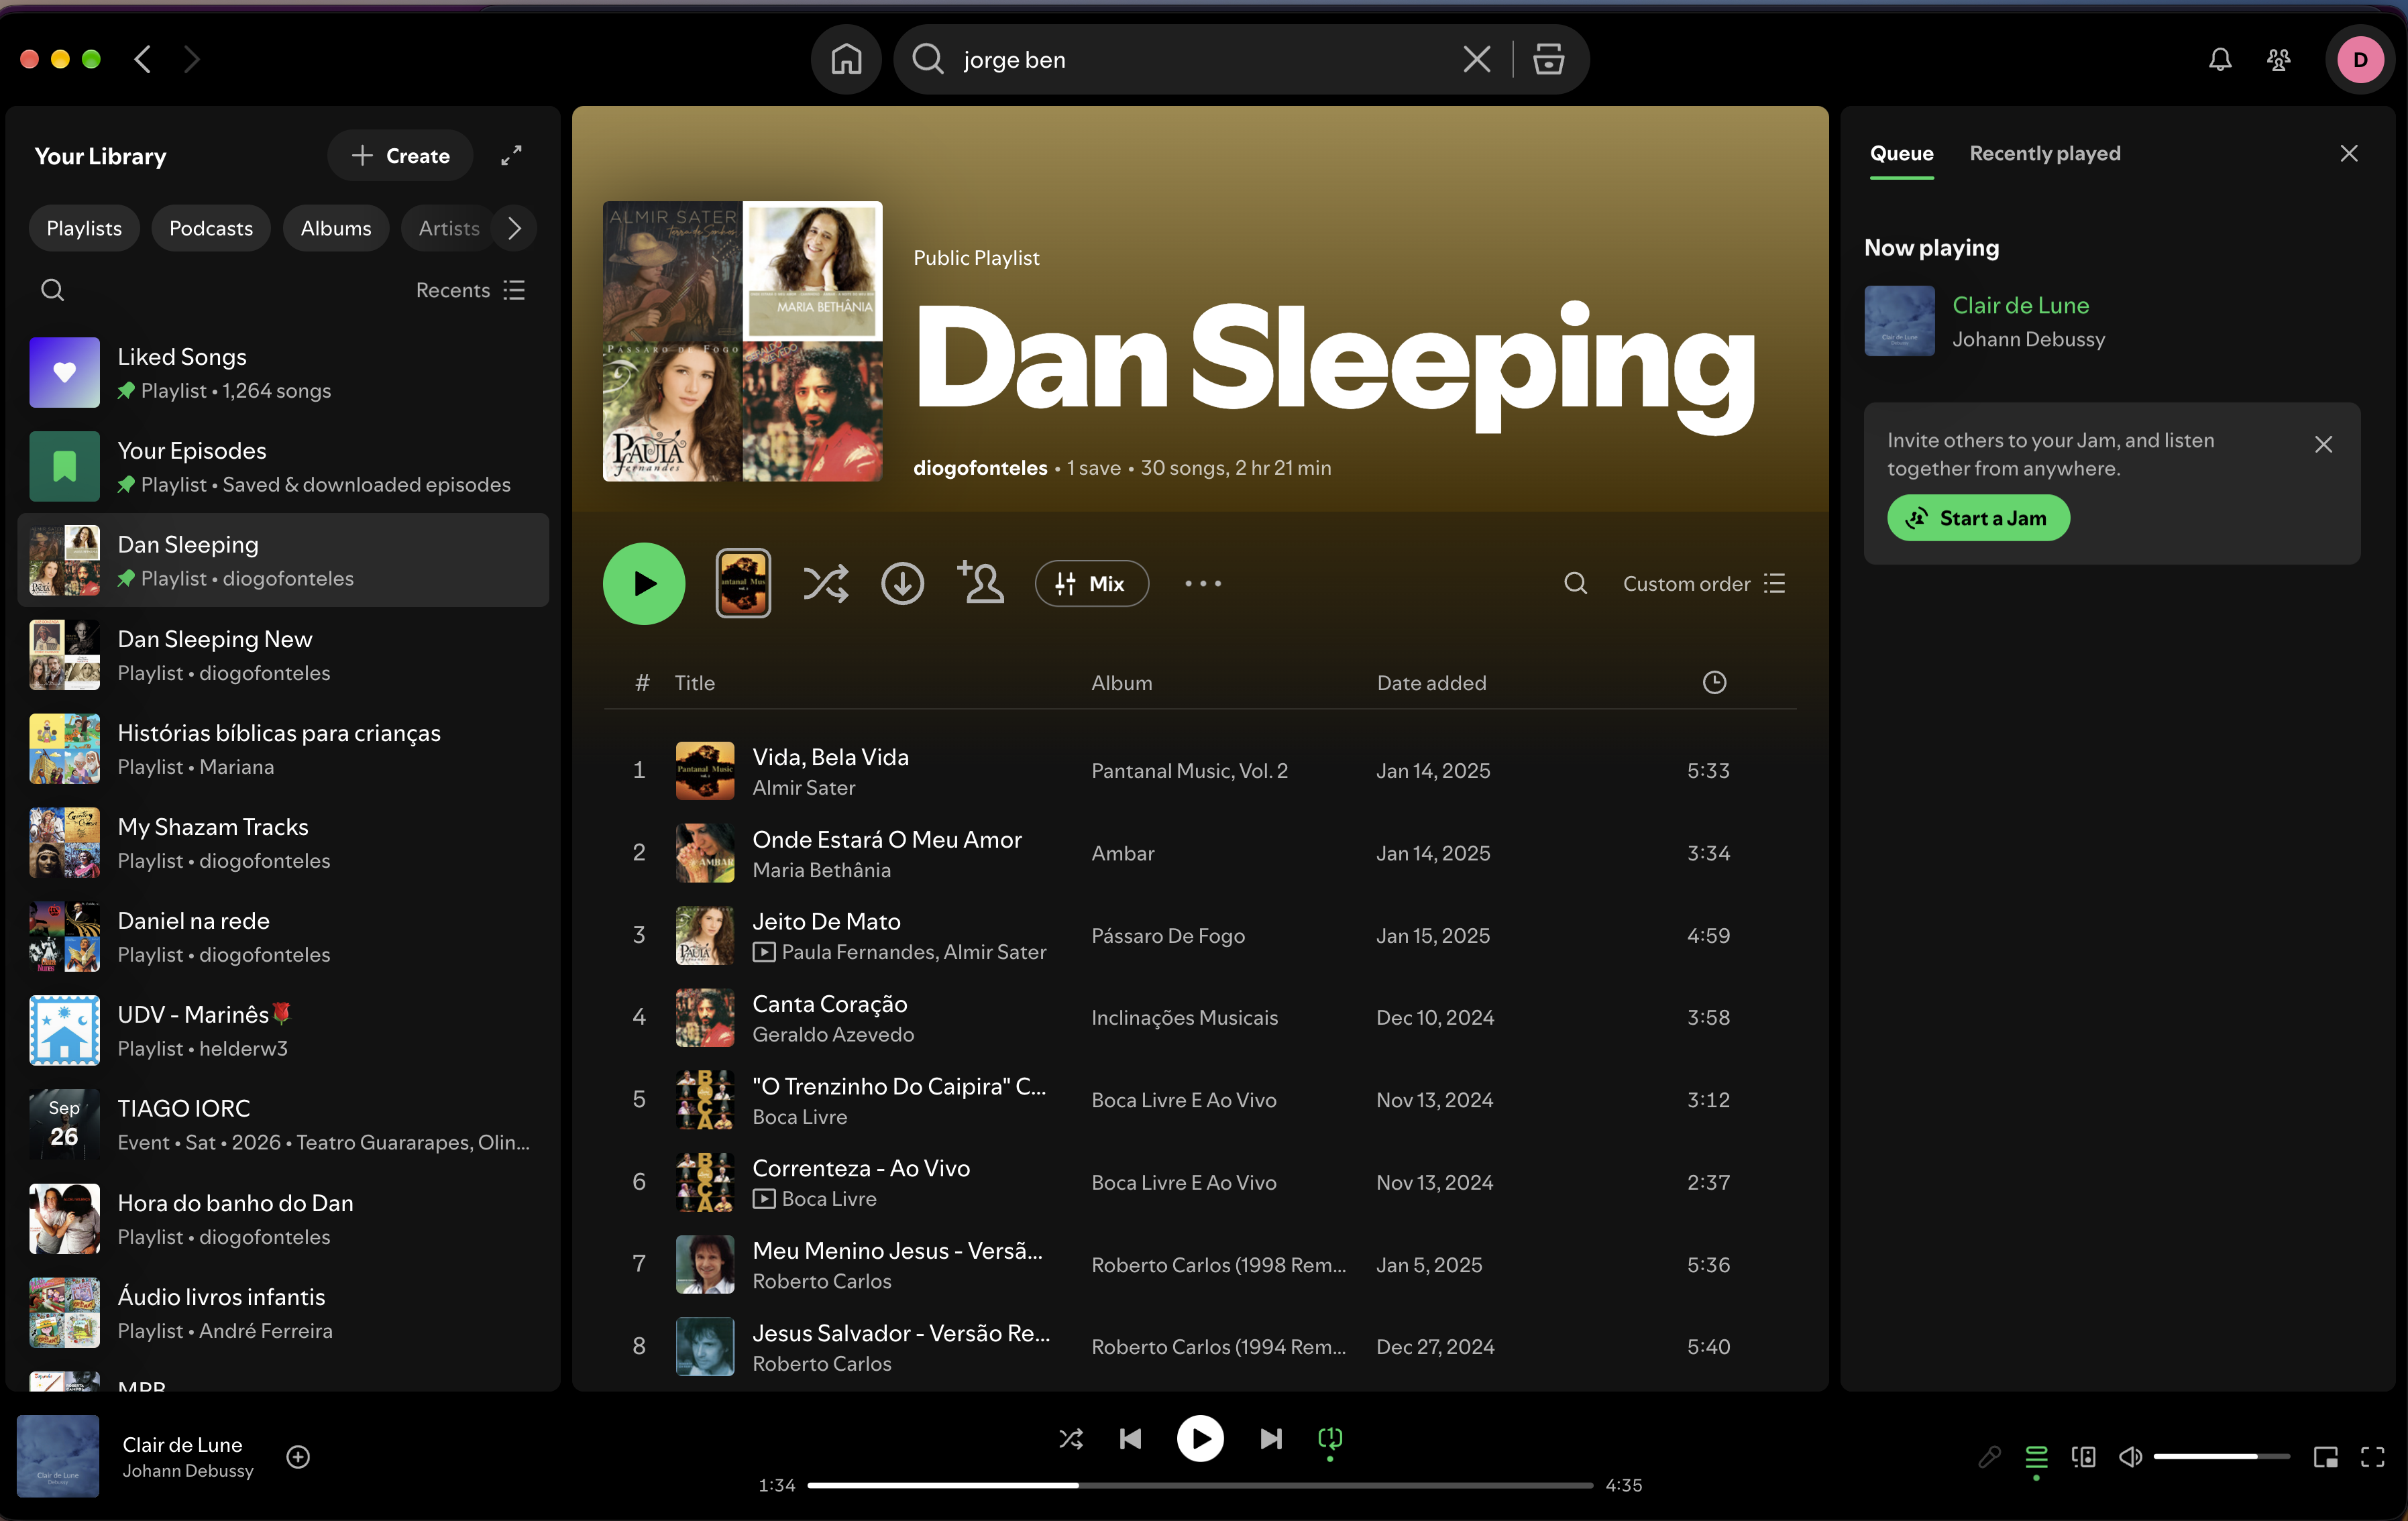 jorge ben
D
Your Library
Create
Playlists
Podcasts
Albums
Artists
Recents
Liked Songs
Playlist • 1,264 songs
Your Episodes
Playlist • Saved & downloaded episodes
Dan Sleeping
Playlist • diogofonteles
Dan Sleeping New
Playlist • diogofonteles
Histórias bíblicas para crianças
Playlist • Mariana
My Shazam Tracks
Playlist • diogofonteles
Daniel na rede
Playlist • diogofonteles
UDV - Marinês🌹
Playlist • helderw3
Sep
26
TIAGO IORC
Event • Sat • 2026 • Teatro Guararapes, Olin...
Hora do banho do Dan
Playlist • diogofonteles
Áudio livros infantis
Playlist • André Ferreira
MPB
ALMIR SATER
Terra de Sonhos
MARIA BETHÂNIA
PÁSSARO DE FOGO
PAULA
Fernandes
GERALDO AZEVEDO
Public Playlist
Dan Sleeping
diogofonteles • 1 save • 30 songs, 2 hr 21 min
Mix
Custom order
# Title Album Date added
1 Vida, Bela Vida Pantanal Music, Vol. 2 Jan 14, 2025 5:33
Almir Sater
2 Onde Estará O Meu Amor Ambar Jan 14, 2025 3:34
Maria Bethânia
3 Jeito De Mato Pássaro De Fogo Jan 15, 2025 4:59
Paula Fernandes, Almir Sater
4 Canta Coração Inclinações Musicais Dec 10, 2024 3:58
Geraldo Azevedo
5 "O Trenzinho Do Caipira" C... Boca Livre E Ao Vivo Nov 13, 2024 3:12
Boca Livre
6 Correnteza - Ao Vivo Boca Livre E Ao Vivo Nov 13, 2024 2:37
Boca Livre
7 Meu Menino Jesus - Versã... Roberto Carlos (1998 Rem... Jan 5, 2025 5:36
Roberto Carlos
8 Jesus Salvador - Versão Re... Roberto Carlos (1994 Rem... Dec 27, 2024 5:40
Roberto Carlos
Queue
Recently played
Now playing
Clair de Lune
Johann Debussy
Invite others to your Jam, and listen
together from anywhere.
Start a Jam
Clair de Lune
Johann Debussy
1:34
4:35